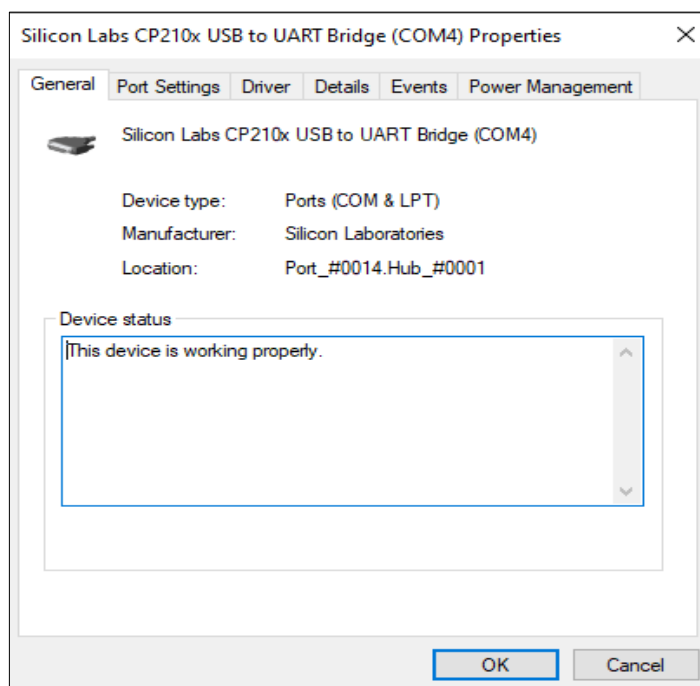 Silicon Labs CP210x USB to UART Bridge (COM4) Properties
General Port Settings Driver Details Events Power Management
Silicon Labs CP210x USB to UART Bridge (COM4)
Device type: Ports (COM & LPT)
Manufacturer: Silicon Laboratories
Location: Port_#0014.Hub_#0001
Device status
This device is working properly.
OK Cancel